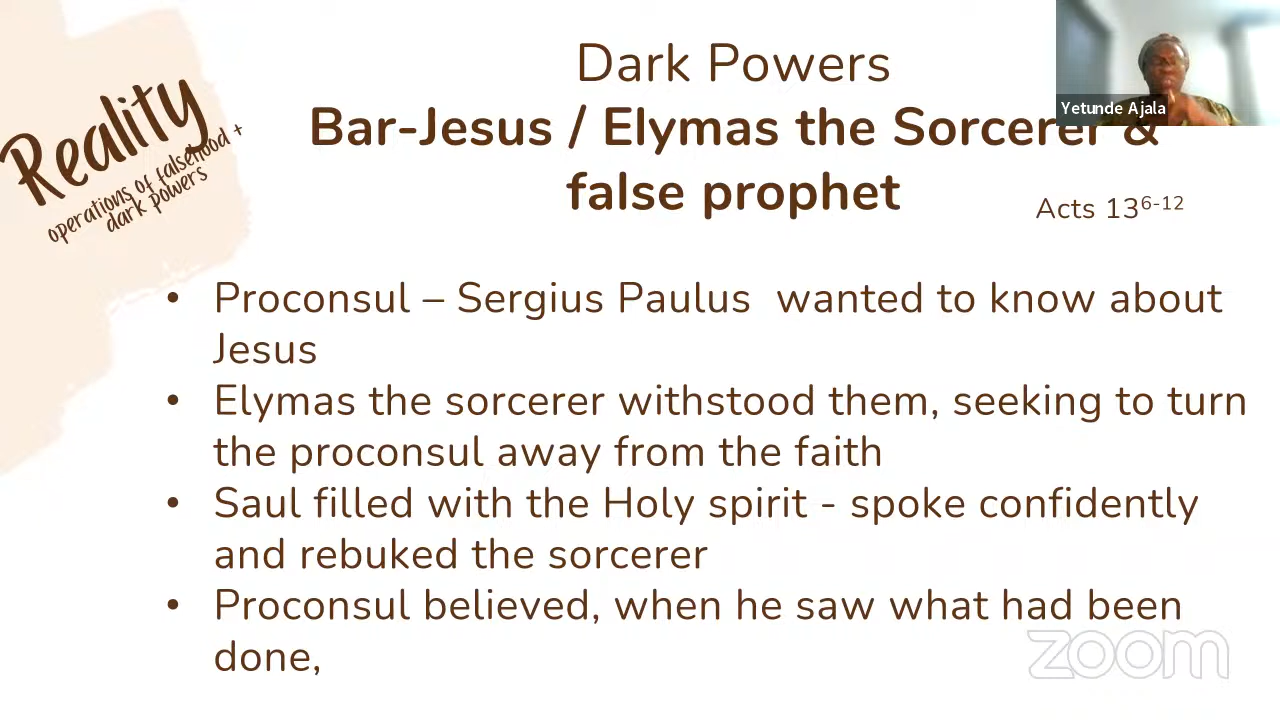 Dark Powers
Yetunde Ajala
Bar-Jesus / Elymas the Sorcerer &
false prophet
Acts 13⁶⁻¹²
Reality
operations of falsehood +
dark powers
• Proconsul – Sergius Paulus wanted to know about
Jesus
• Elymas the sorcerer withstood them, seeking to turn
the proconsul away from the faith
• Saul filled with the Holy spirit - spoke confidently
and rebuked the sorcerer
• Proconsul believed, when he saw what had been
done,
zoom